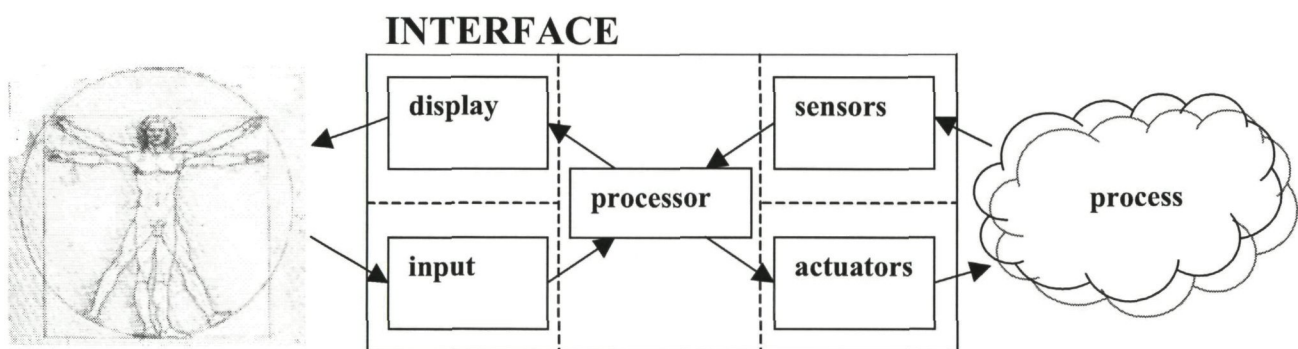 INTERFACE
display
sensors
processor
process
input
actuators